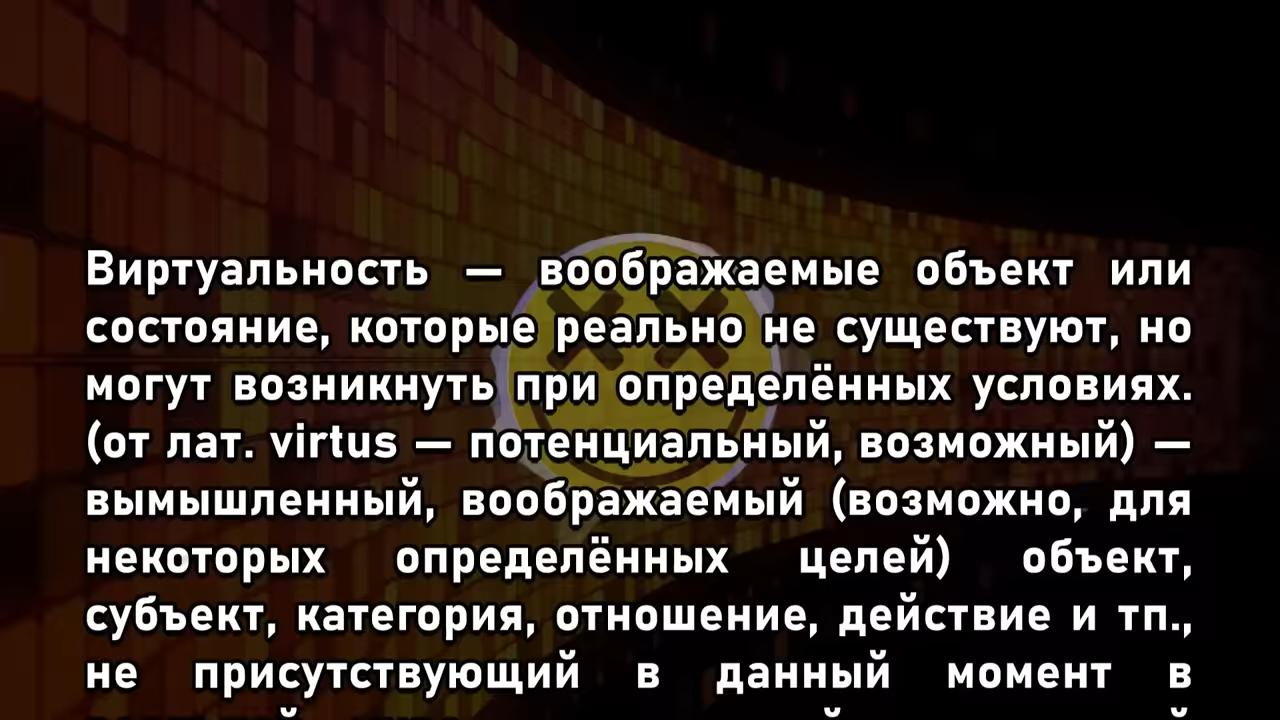 Виртуальность — воображаемые объект или
состояние, которые реально не существуют, но
могут возникнуть при определённых условиях.
(от лат. virtus — потенциальный, возможный) —
вымышленный, воображаемый (возможно, для
некоторых определённых целей) объект,
субъект, категория, отношение, действие и тп.,
не присутствующий в данный момент в